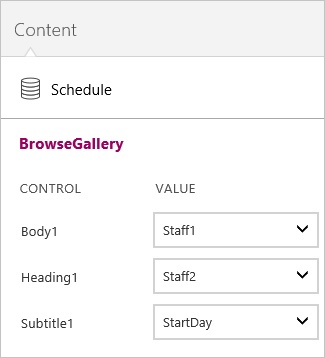 Content
Schedule
BrowseGallery
CONTROL VALUE
Body1 Staff1
Heading1 Staff2
Subtitle1 StartDay